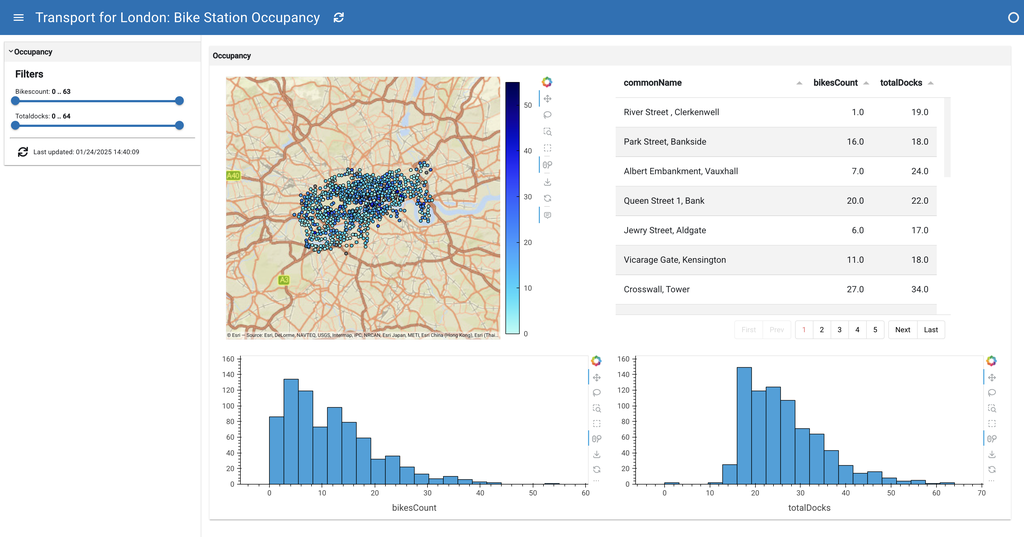 Transport for London: Bike Station Occupancy
Occupancy
Filters
Bikescount: 0 .. 63
Totaldocks: 0 .. 64
Last updated: 01/24/2025 14:40:09
Occupancy
A40
A3
© Esri -- Source: Esri, DeLorme, NAVTEQ, USGS, Intermap, iPC, NRCAN, Esri Japan, METI, Esri China (Hong Kong), Esri (Thai...
50
40
30
20
10
0
commonName bikesCount totalDocks
River Street , Clerkenwell 1.0 19.0
Park Street, Bankside 16.0 18.0
Albert Embankment, Vauxhall 7.0 24.0
Queen Street 1, Bank 20.0 22.0
Jewry Street, Aldgate 6.0 17.0
Vicarage Gate, Kensington 11.0 18.0
Crosswall, Tower 27.0 34.0
First Prev 1 2 3 4 5 Next Last
160
140
120
100
80
60
40
20
0
0 10 20 30 40 50 60
bikesCount
160
140
120
100
80
60
40
20
0
0 10 20 30 40 50 60 70
totalDocks